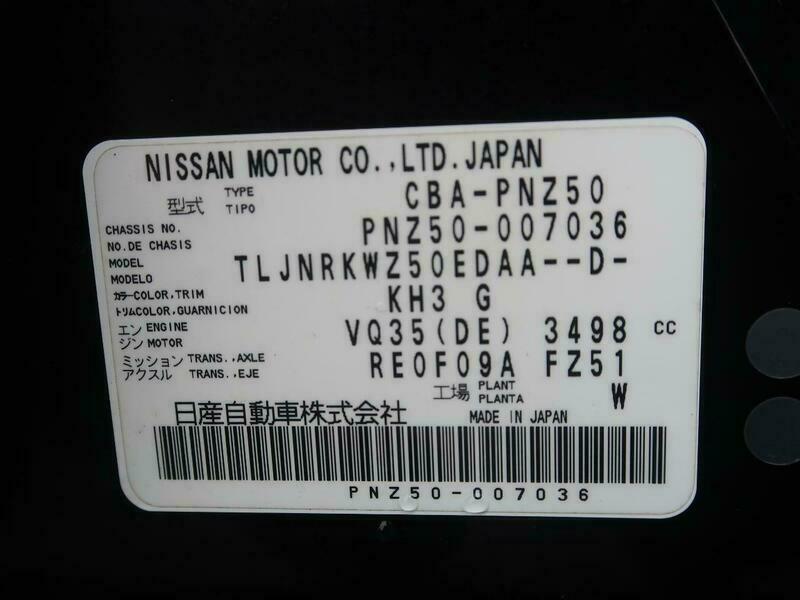 NISSAN MOTOR CO.,LTD.JAPAN
型式 TYPE TIPO CBA-PNZ50
CHASSIS NO. NO.DE CHASIS PNZ50-007036
MODEL MODELO TLJNRKWZ50EDAA--D-
カラー COLOR,TRIM トリム COLOR,GUARNICION KH3 G
エンジン ENGINE MOTOR VQ35(DE) 3498 CC
ミッション TRANS.,AXLE アクスル TRANS.,EJE RE0F09A FZ51
工場 PLANT PLANTA W
日産自動車株式会社 MADE IN JAPAN
PNZ50-007036